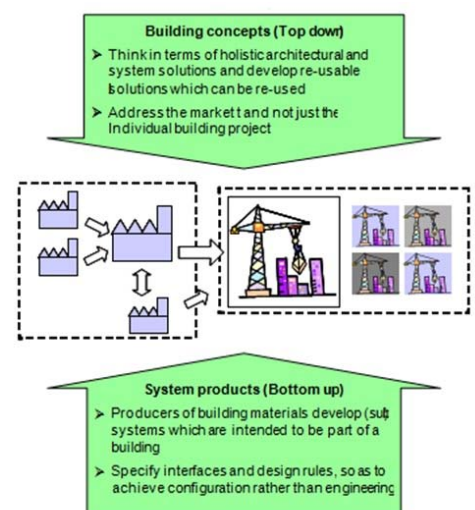 Building concepts (Top down)
➢ Think in terms of holistic architectural and
system solutions and develop re-usable
solutions which can be re-used
➢ Address the markett and not just the
Individual building project
System products (Bottom up)
➢ Producers of building materials develop (sub
systems which are intended to be part of a
building
➢ Specify interfaces and design rules, so as to
achieve configuration rather than engineering